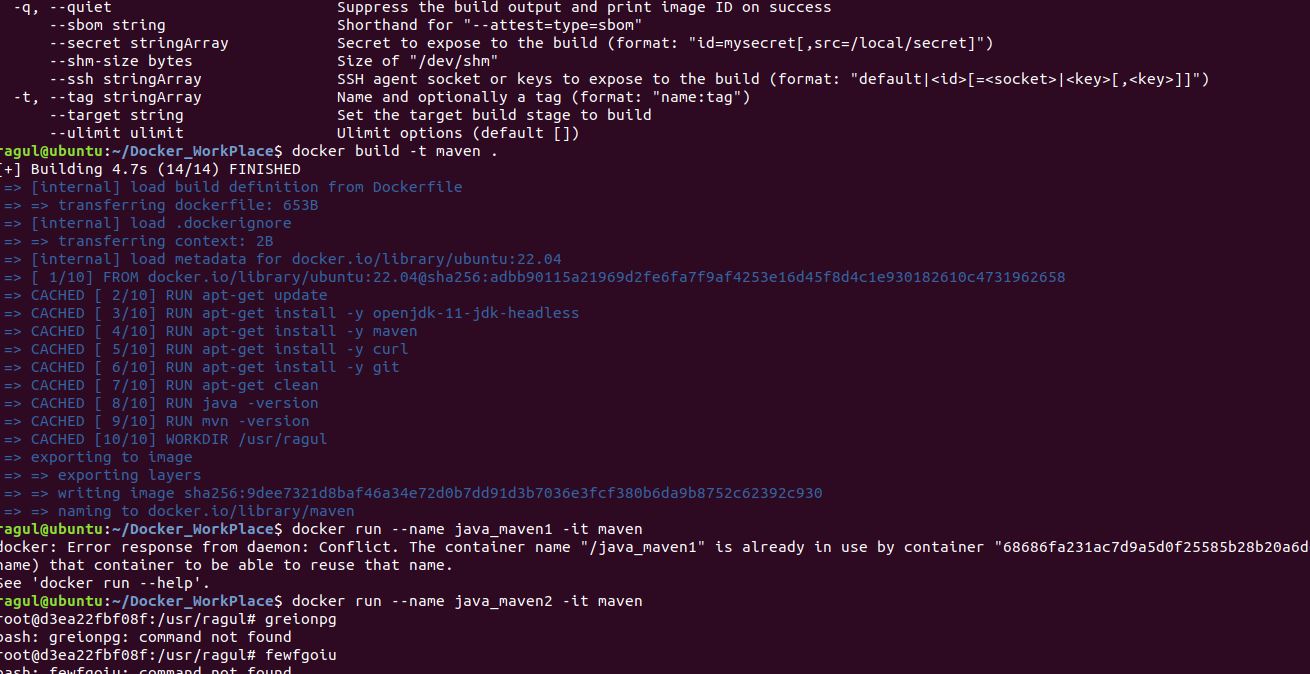 -q, --quiet Suppress the build output and print image ID on success
--sbom string Shorthand for "--attest=type=sbom"
--secret stringArray Secret to expose to the build (format: "id=mysecret[,src=/local/secret]")
--shm-size bytes Size of "/dev/shm"
--ssh stringArray SSH agent socket or keys to expose to the build (format: "default|<id>[=<socket>|<key>[,<key>]]")
-t, --tag stringArray Name and optionally a tag (format: "name:tag")
--target string Set the target build stage to build
--ulimit ulimit Ulimit options (default [])
ragul@ubuntu:~/Docker_WorkPlace$ docker build -t maven .
[+] Building 4.7s (14/14) FINISHED
=> [internal] load build definition from Dockerfile
=> => transferring dockerfile: 653B
=> [internal] load .dockerignore
=> => transferring context: 2B
=> [internal] load metadata for docker.io/library/ubuntu:22.04
=> [ 1/10] FROM docker.io/library/ubuntu:22.04@sha256:adbb90115a21969d2fe6fa7f9af4253e16d45f8d4c1e930182610c4731962658
=> CACHED [ 2/10] RUN apt-get update
=> CACHED [ 3/10] RUN apt-get install -y openjdk-11-jdk-headless
=> CACHED [ 4/10] RUN apt-get install -y maven
=> CACHED [ 5/10] RUN apt-get install -y curl
=> CACHED [ 6/10] RUN apt-get install -y git
=> CACHED [ 7/10] RUN apt-get clean
=> CACHED [ 8/10] RUN java -version
=> CACHED [ 9/10] RUN mvn -version
=> CACHED [10/10] WORKDIR /usr/ragul
=> exporting to image
=> => exporting layers
=> => writing image sha256:9dee7321d8baf46a34e72d0b7dd91d3b7036e3fcf380b6da9b8752c62392c930
=> => naming to docker.io/library/maven
ragul@ubuntu:~/Docker_WorkPlace$ docker run --name java_maven1 -it maven
docker: Error response from daemon: Conflict. The container name "/java_maven1" is already in use by container "68686fa231ac7d9a5d0f25585b28b20a6d
name) that container to be able to reuse that name.
See 'docker run --help'.
ragul@ubuntu:~/Docker_WorkPlace$ docker run --name java_maven2 -it maven
root@d3ea22fbf08f:/usr/ragul# greionpg
bash: greionpg: command not found
root@d3ea22fbf08f:/usr/ragul# fewfgoiu
bash: fewfgoiu: command not found